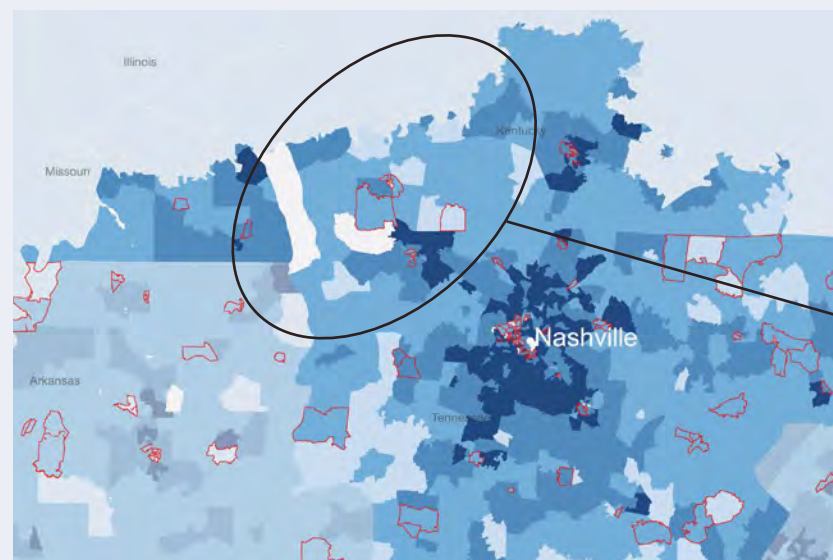 Illinois
Kentucky
Missouri
Nashville
Arkansas
Tennessee